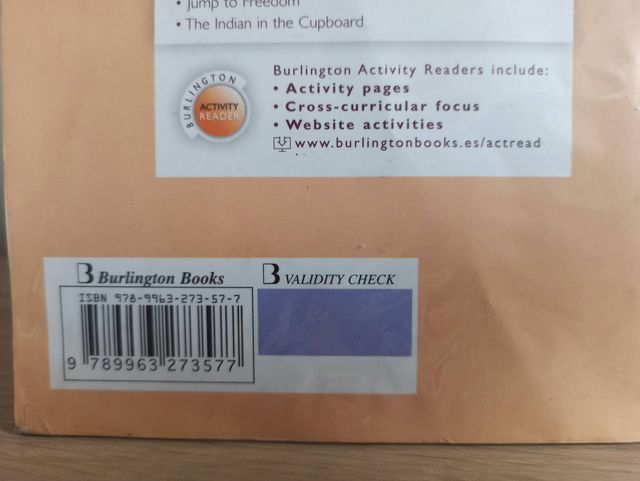 • Jump to Freedom
• The Indian in the Cupboard
BURLINGTON
ACTIVITY
READER
Burlington Activity Readers include:
• Activity pages
• Cross-curricular focus
• Website activities
www.burlingtonbooks.es/actread
B Burlington Books
B VALIDITY CHECK
ISBN 978-9963-273-57-7
9 789963 273577